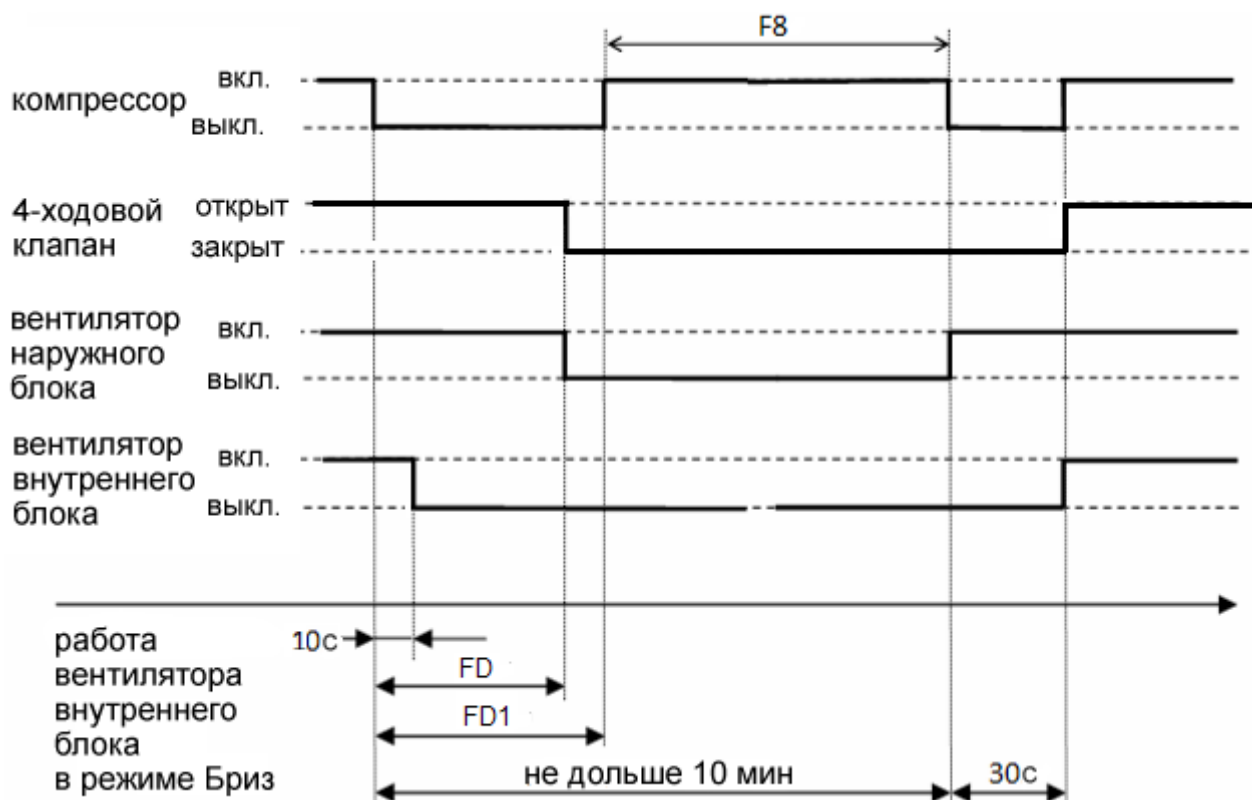 F8
вкл.
компрессор
выкл.
4-ходовой
клапан
открыт
закрыт
вентилятор
наружного
блока
вкл.
выкл.
вентилятор
внутреннего
блока
вкл.
выкл.
работа
вентилятора
внутреннего
блока
в режиме Бриз
10с
FD
FD1
не дольше 10 мин
30с